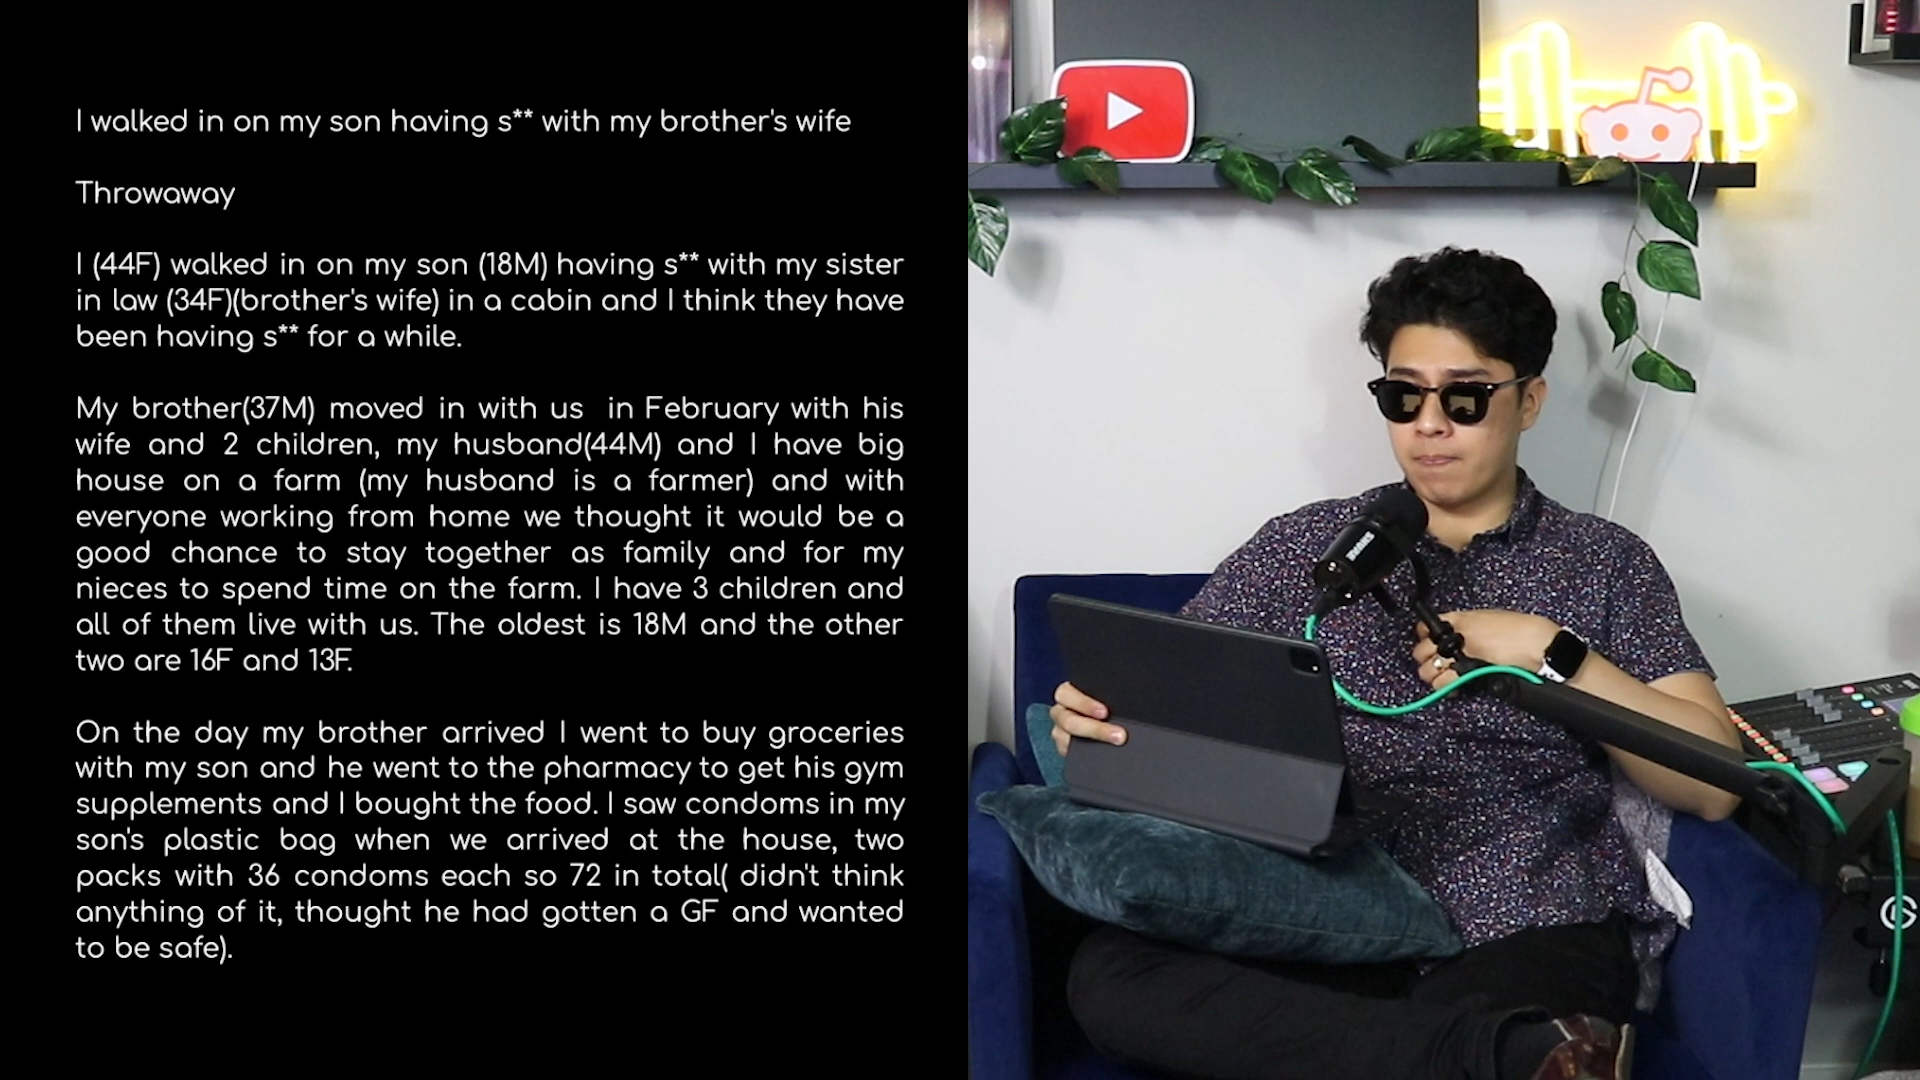 I walked in on my son having s** with my brother's wife
Throwaway
I (44F) walked in on my son (18M) having s** with my sister
in law (34F)(brother's wife) in a cabin and I think they have
been having s** for a while.
My brother(37M) moved in with us in February with his
wife and 2 children, my husband(44M) and I have big
house on a farm (my husband is a farmer) and with
everyone working from home we thought it would be a
good chance to stay together as family and for my
nieces to spend time on the farm. I have 3 children and
all of them live with us. The oldest is 18M and the other
two are 16F and 13F.
On the day my brother arrived I went to buy groceries
with my son and he went to the pharmacy to get his gym
supplements and I bought the food. I saw condoms in my
son's plastic bag when we arrived at the house, two
packs with 36 condoms each so 72 in total( didn't think
anything of it, thought he had gotten a GF and wanted
to be safe).